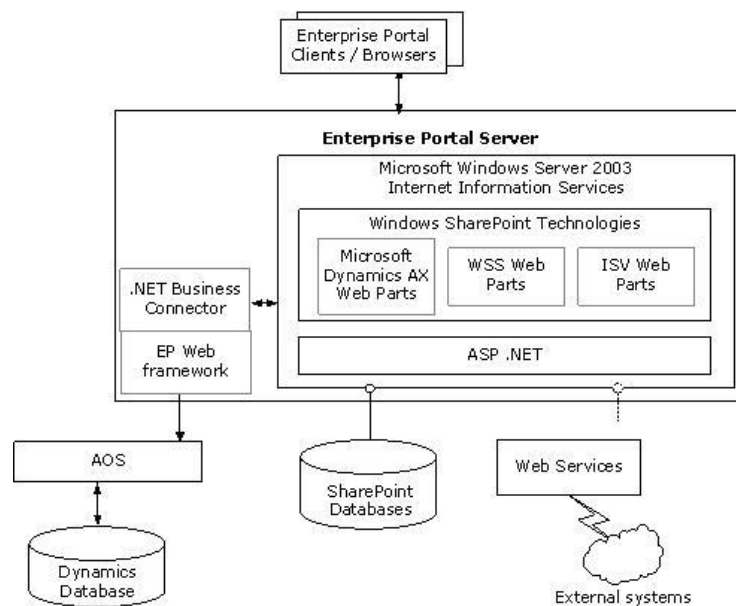 Enterprise Portal
Clients / Browsers
Enterprise Portal Server
Microsoft Windows Server 2003
Internet Information Services
Windows SharePoint Technologies
Microsoft
Dynamics AX
Web Parts
WSS Web
Parts
ISV Web
Parts
.NET Business
Connector
EP Web
framework
ASP .NET
AOS
SharePoint
Databases
Web Services
Dynamics
Database
External systems